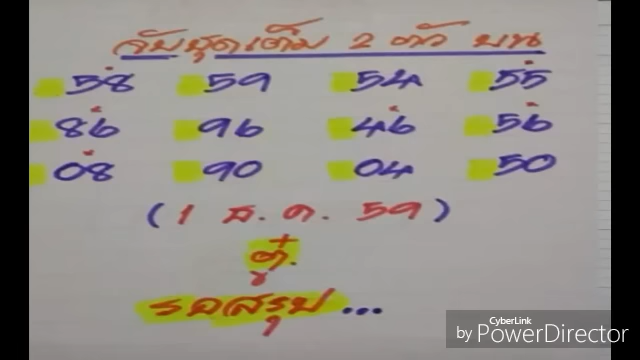 จับชุดเต็ม 2 ตัว บน
58 59 54 55
86 96 46 56
08 90 04 50
(1 ส.ค. 59)
ตู่.
รอสรุป...
CyberLink
by PowerDirector